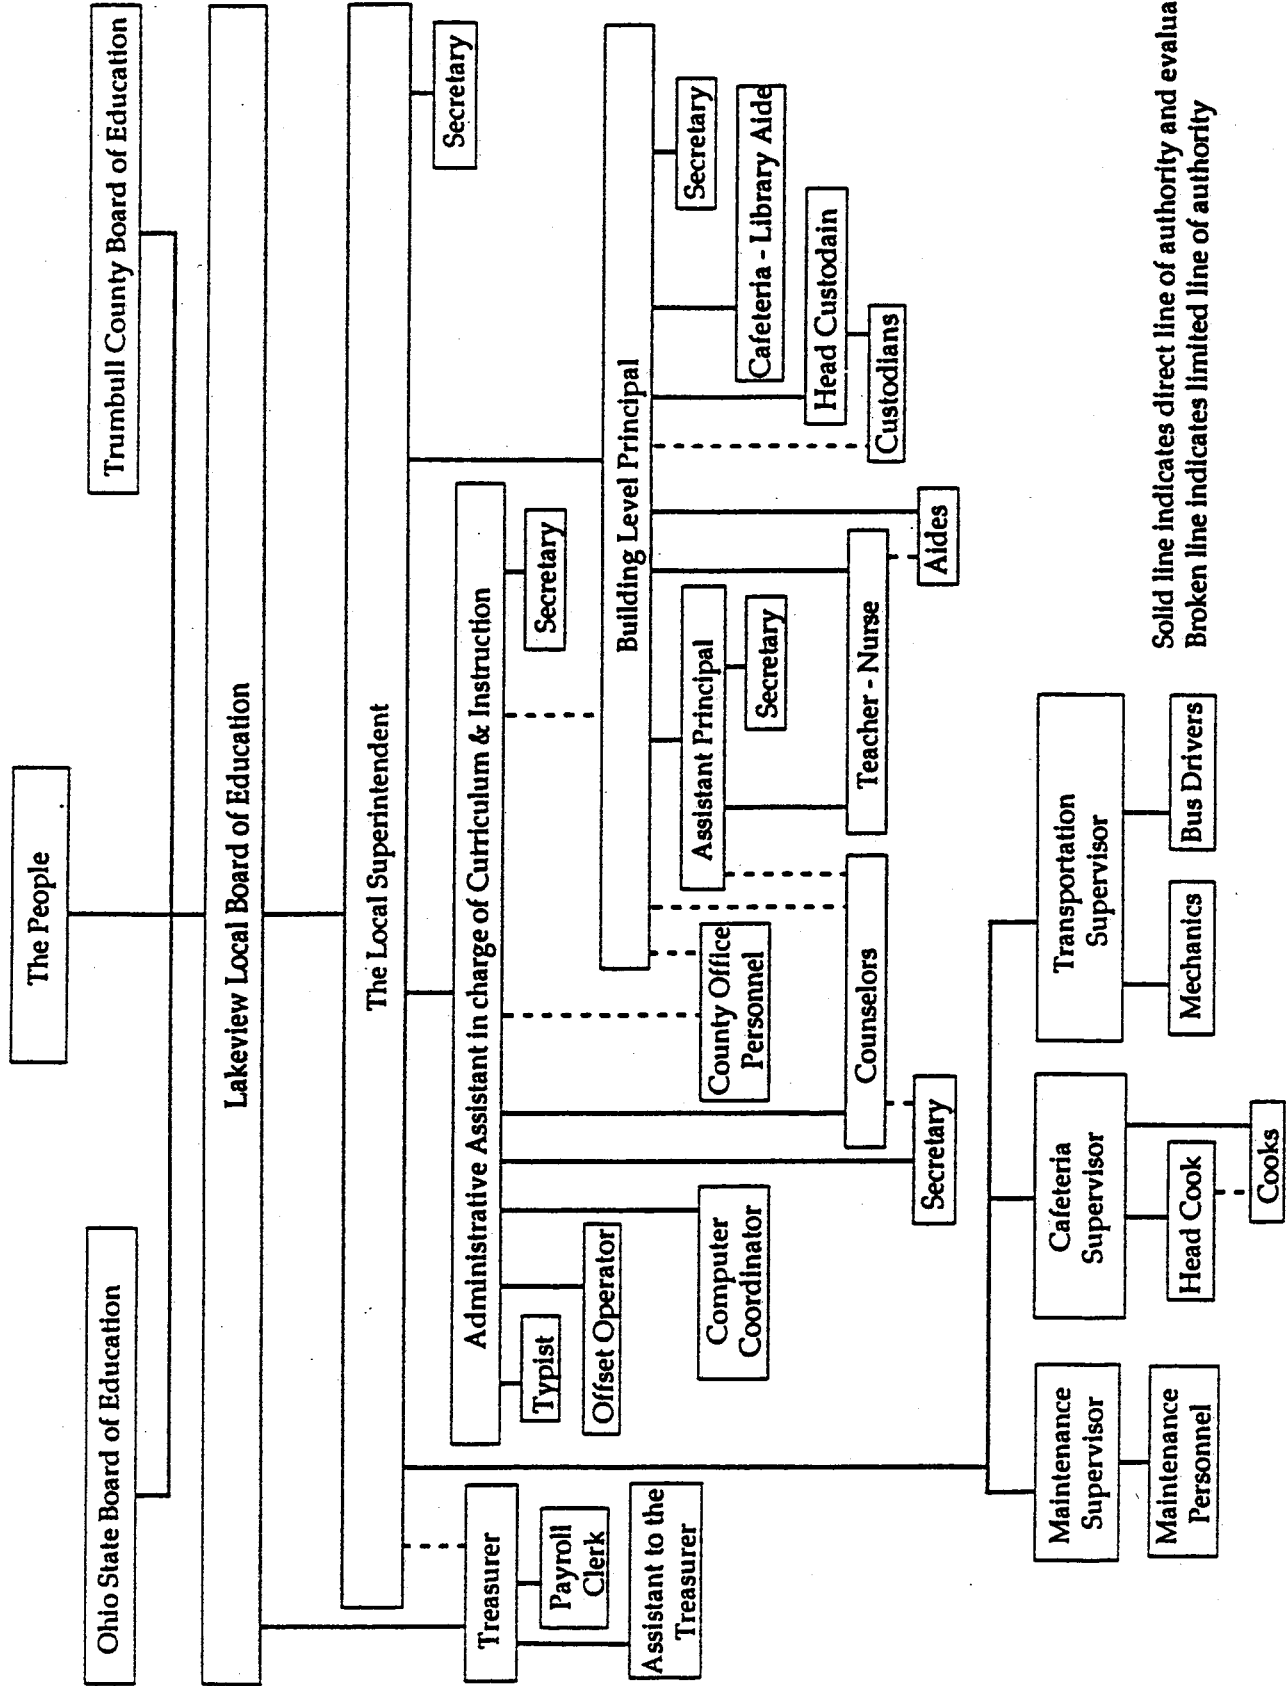 The People
Ohio State Board of Education
Trumbull County Board of Education
Lakeview Local Board of Education
The Local Superintendent
Secretary
Treasurer
Payroll
Clerk
Assistant to the
Treasurer
Administrative Assistant in charge of Curriculum & Instruction
Typist
Offset Operator
Computer
Coordinator
Secretary
Secretary
Building Level Principal
County Office
Personnel
Assistant Principal
Secretary
Secretary
Cafeteria - Library Aide
Head Custodain
Custodians
Counselors
Teacher - Nurse
Aides
Maintenance
Supervisor
Maintenance
Personnel
Cafeteria
Supervisor
Head Cook
Cooks
Transportation
Supervisor
Mechanics
Bus Drivers
Solid line indicates direct line of authority and evalua
Broken line indicates limited line of authority